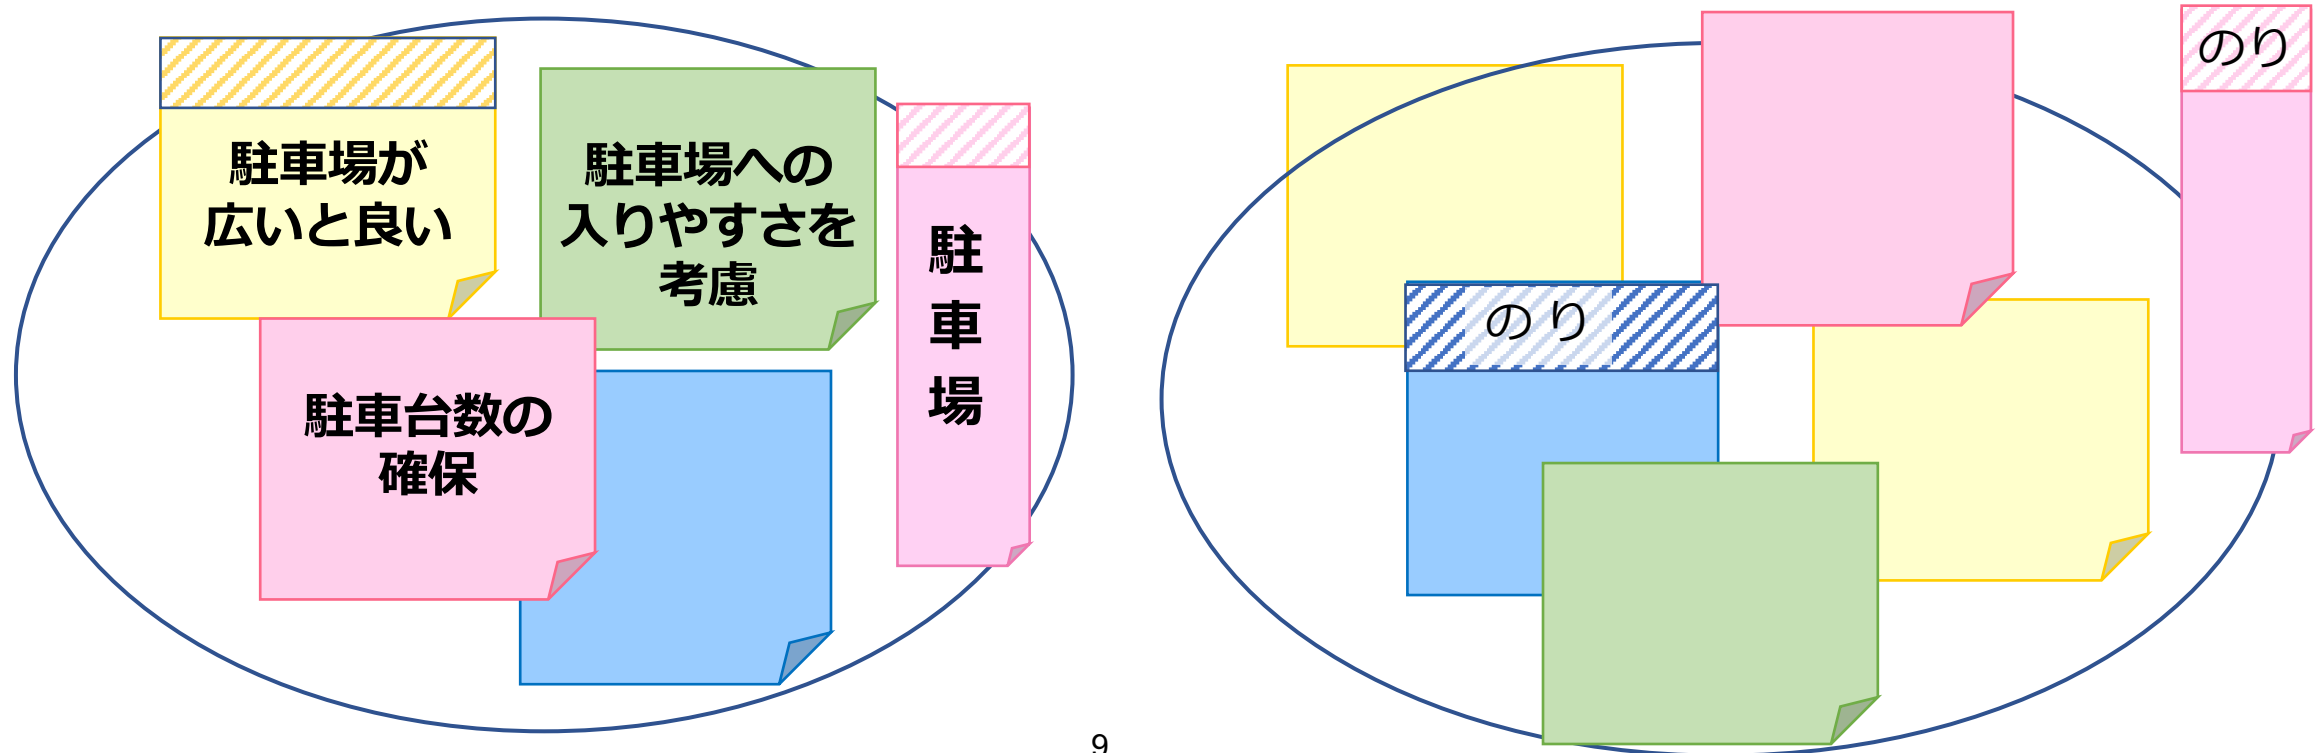 駐車場が
広いと良い
駐車場への
入りやすさを
考慮
駐車場
駐車台数の
確保
のり
のり
9